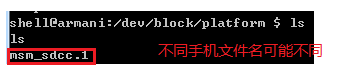 shell@armani:/dev/block/platform $ ls
ls
msm_sdcc.1 不同手机文件名可能不同